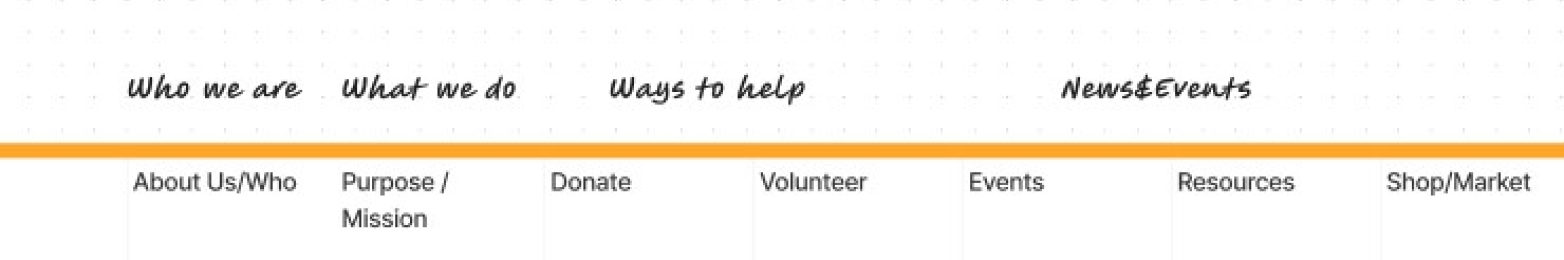 Who we are What we do Ways to help News&Events
About Us/Who Purpose / Donate Volunteer Events Resources Shop/Market
Mission